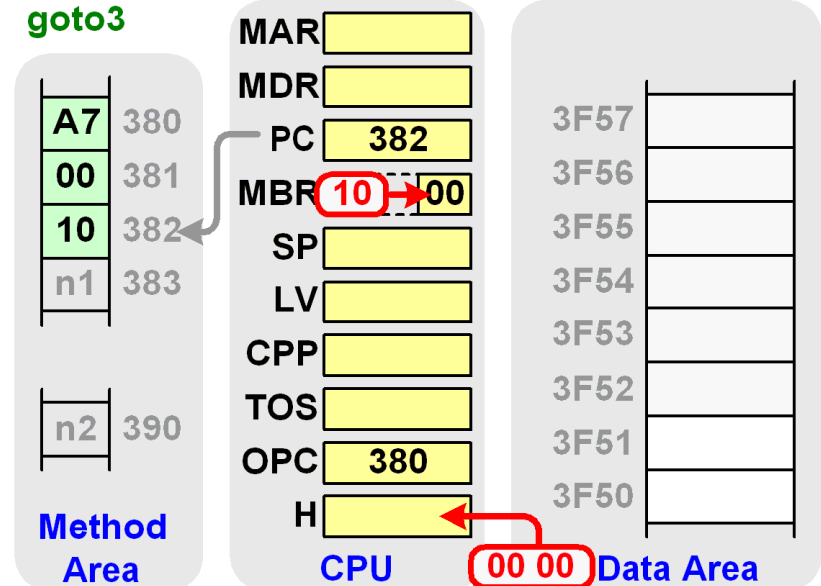 goto3
A7 380
00 381
10 382
n1 383
n2 390
Method
Area
MAR
MDR
PC 382
MBR 10 00
SP
LV
CPP
TOS
OPC 380
H
00 00
CPU
3F57
3F56
3F55
3F54
3F53
3F52
3F51
3F50
Data Area